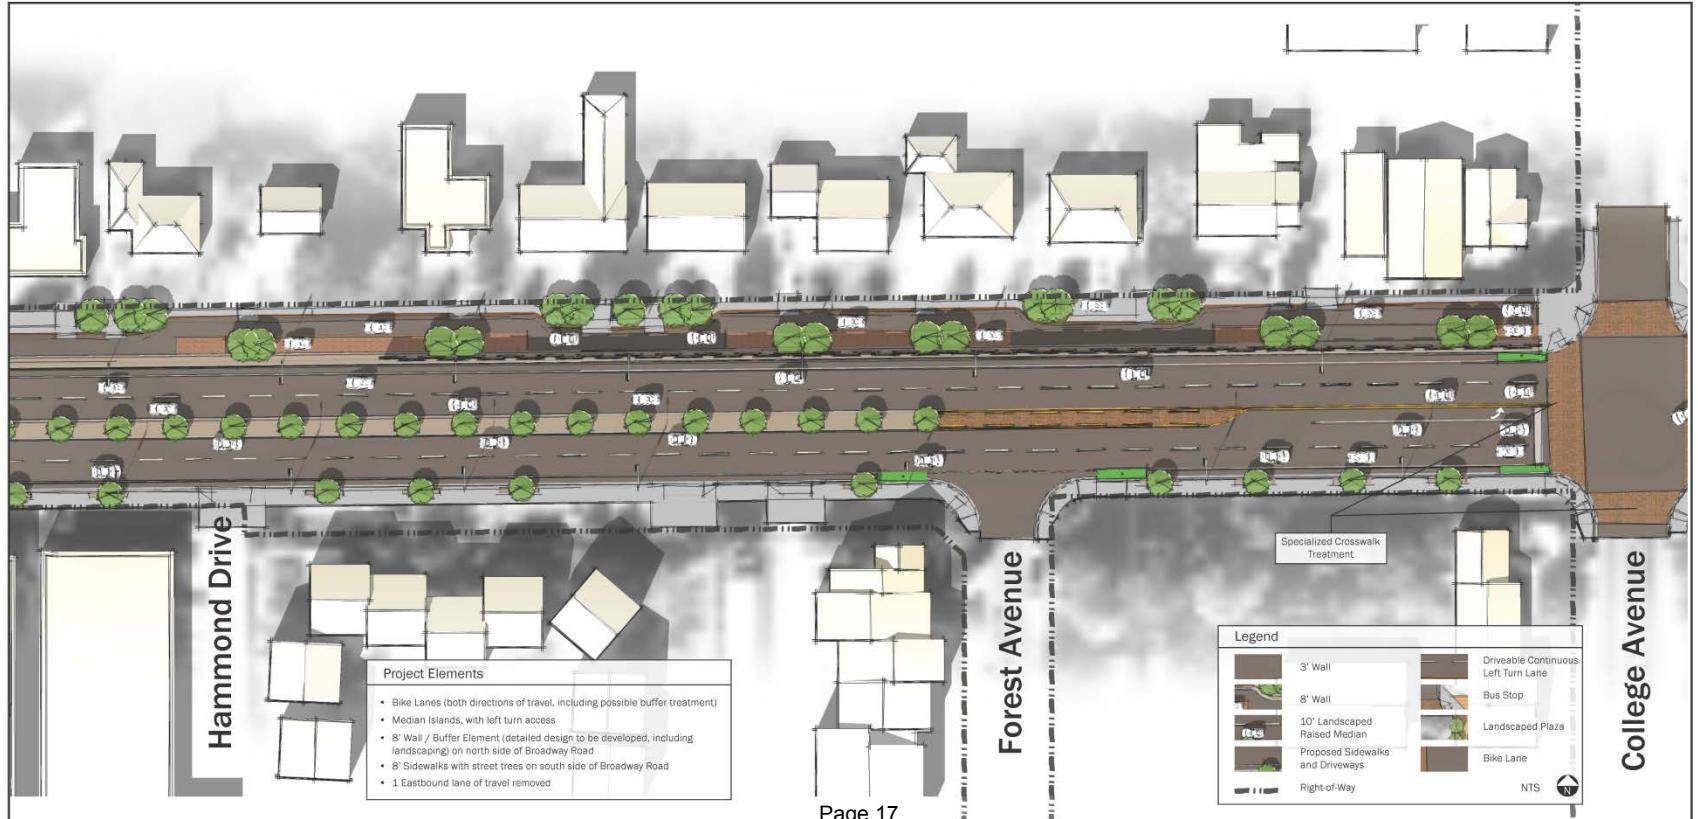 Specialized Crosswalk
Treatment
Hammond Drive
Forest Avenue
College Avenue
Project Elements
• Bike Lanes (both directions of travel, including possible buffer treatment)
• Median Islands, with left turn access
• 8' Wall / Buffer Element (detailed design to be developed, including
landscaping) on north side of Broadway Road
• 8' Sidewalks with street trees on south side of Broadway Road
• 1 Eastbound lane of travel removed
Legend
3' Wall
8' Wall
10' Landscaped
Raised Median
Proposed Sidewalks
and Driveways
Right-of-Way
Driveable Continuous
Left Turn Lane
Bus Stop
Landscaped Plaza
Bike Lane
NTS
N
Page 17